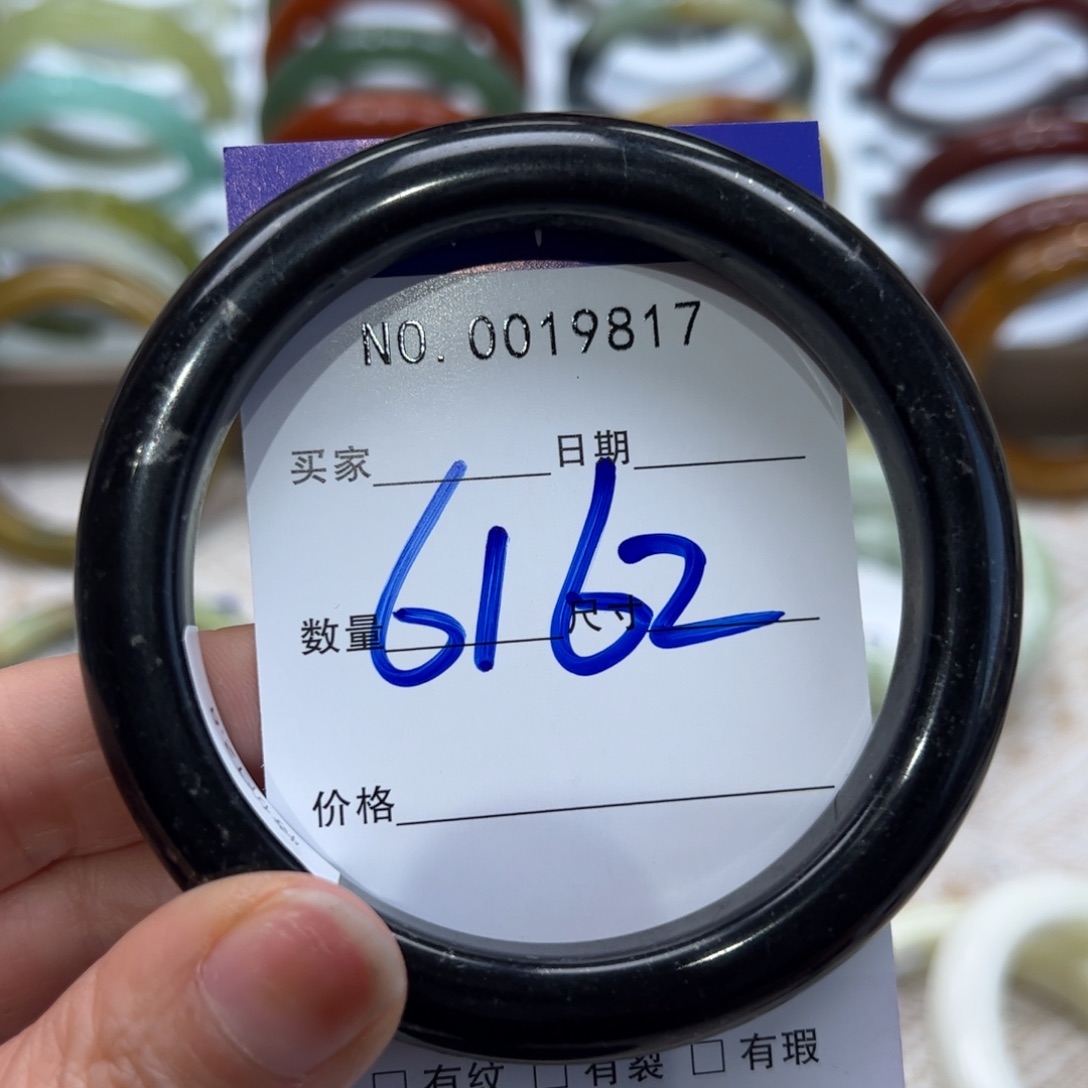 NO. 0019817
买家 日期
6162
数量 尺寸
价格
□ 有纹 □ 有裂 □ 有瑕